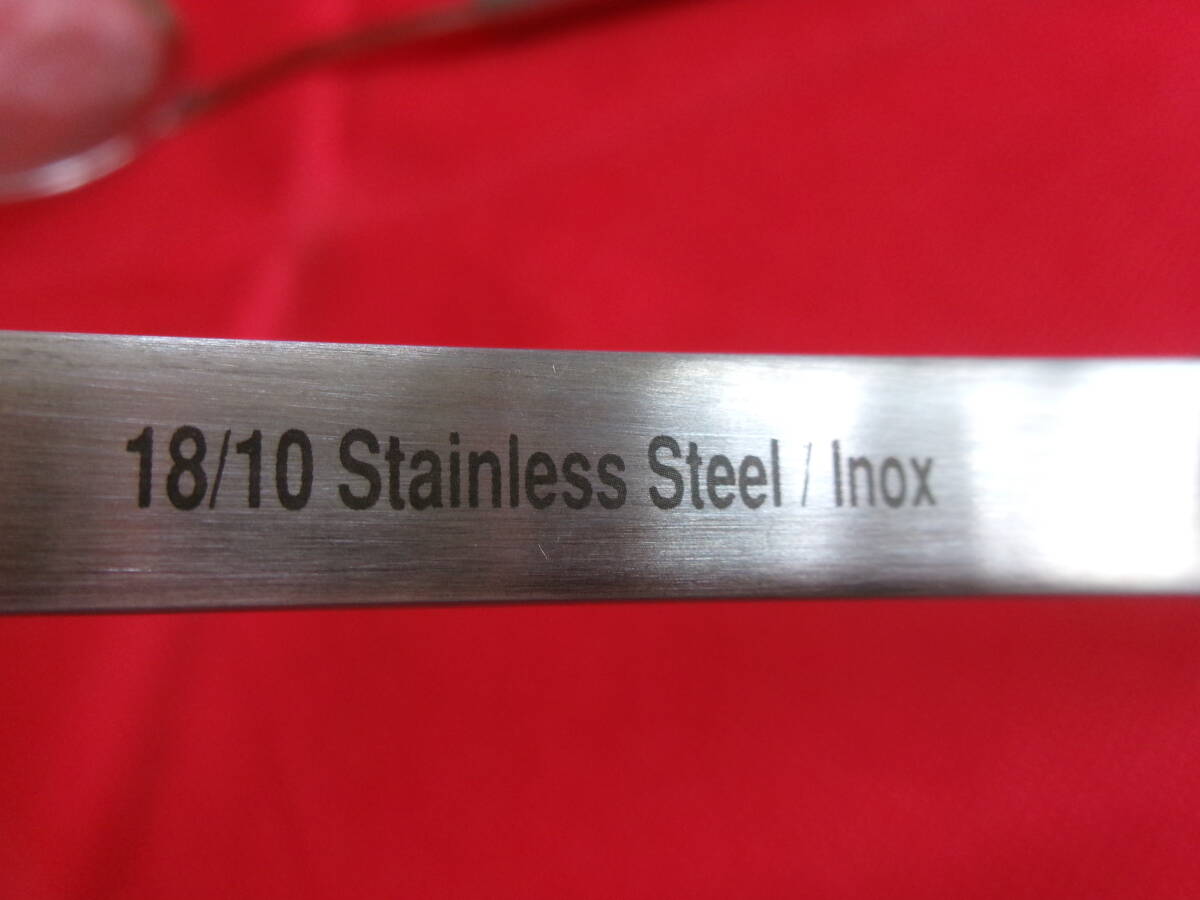 18/10 Stainless Steel / Inox